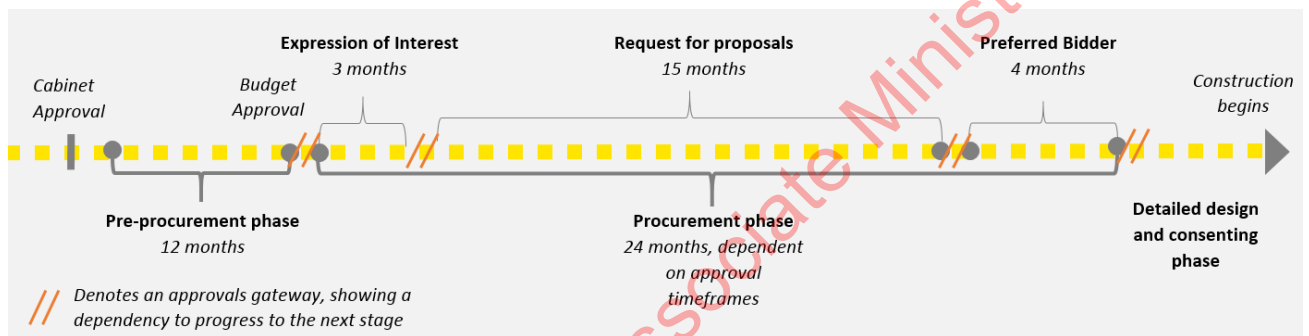 Expression of Interest
3 months
Request for proposals
15 months
Preferred Bidder
4 months
Cabinet
Approval
Budget
Approval
Construction
begins
Pre-procurement phase
12 months
Procurement phase
24 months, dependent
on approval
timeframes
Detailed design
and consenting
phase
Denotes an approvals gateway, showing a
dependency to progress to the next stage
ssociate Minist